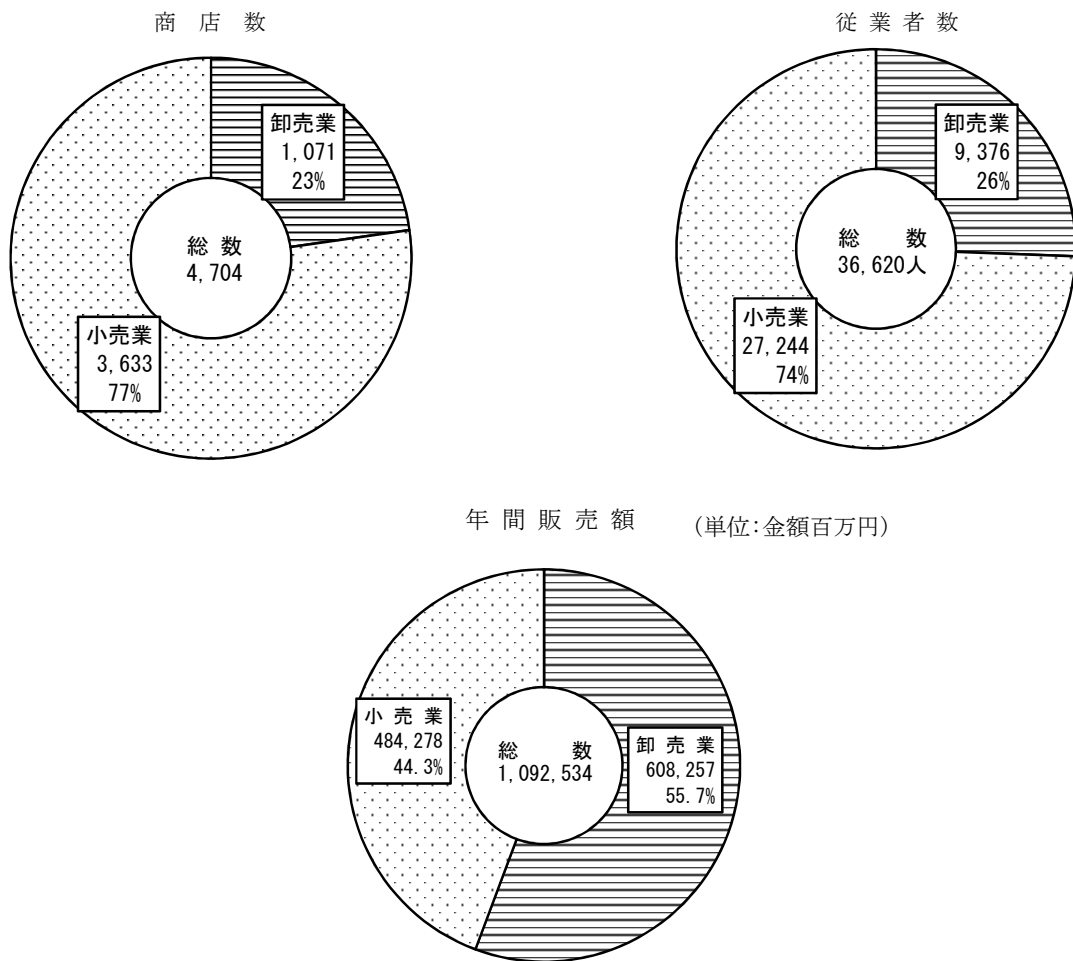 商店数
卸売業
1,071
23%
総数
4,704
小売業
3,633
77%
従業者数
卸売業
9,376
26%
総数
36,620人
小売業
27,244
74%
年間販売額 (単位:金額百万円)
小売業
484,278
44.3%
総数
1,092,534
卸売業
608,257
55.7%